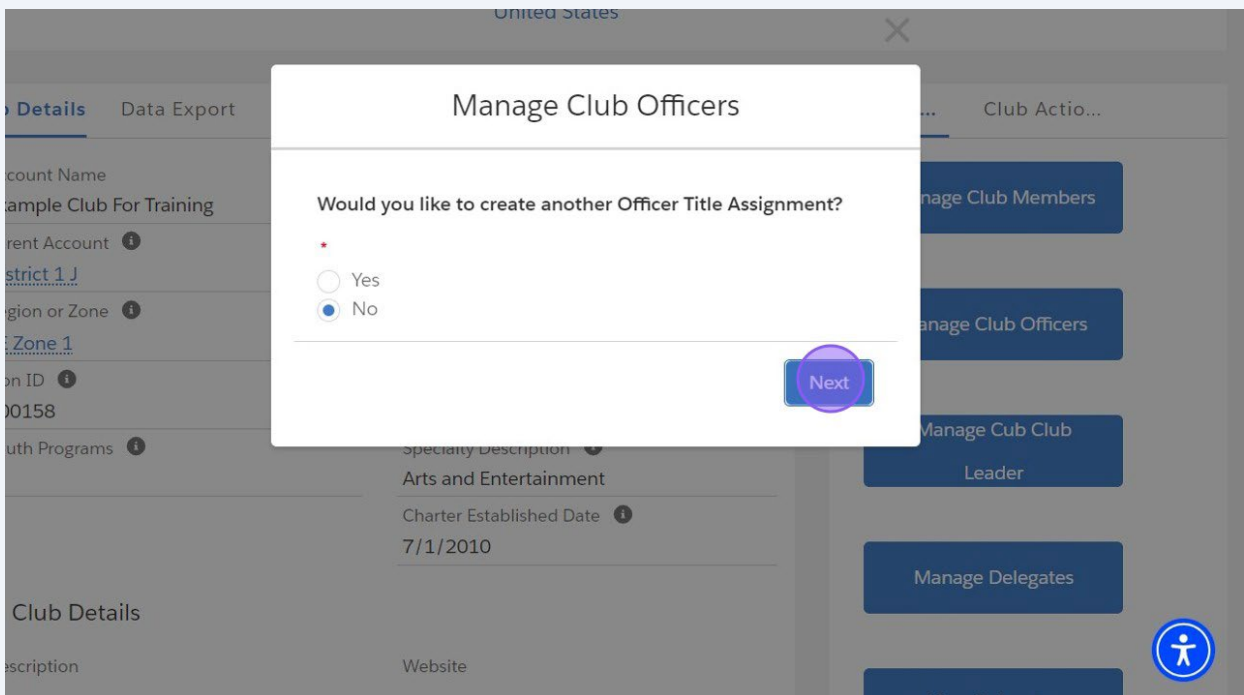 United States
Details
Data Export
Manage Club Officers
...
Club Actio...
count Name
ample Club For Training
Would you like to create another Officer Title Assignment?
*
Yes
No
Next
nage Club Members
rent Account
strict 1 J
gion or Zone
Zone 1
anage Club Officers
on ID
00158
uth Programs
Specialty Description
Arts and Entertainment
Manage Cub Club
Leader
Charter Established Date
7/1/2010
Manage Delegates
Club Details
escription
Website